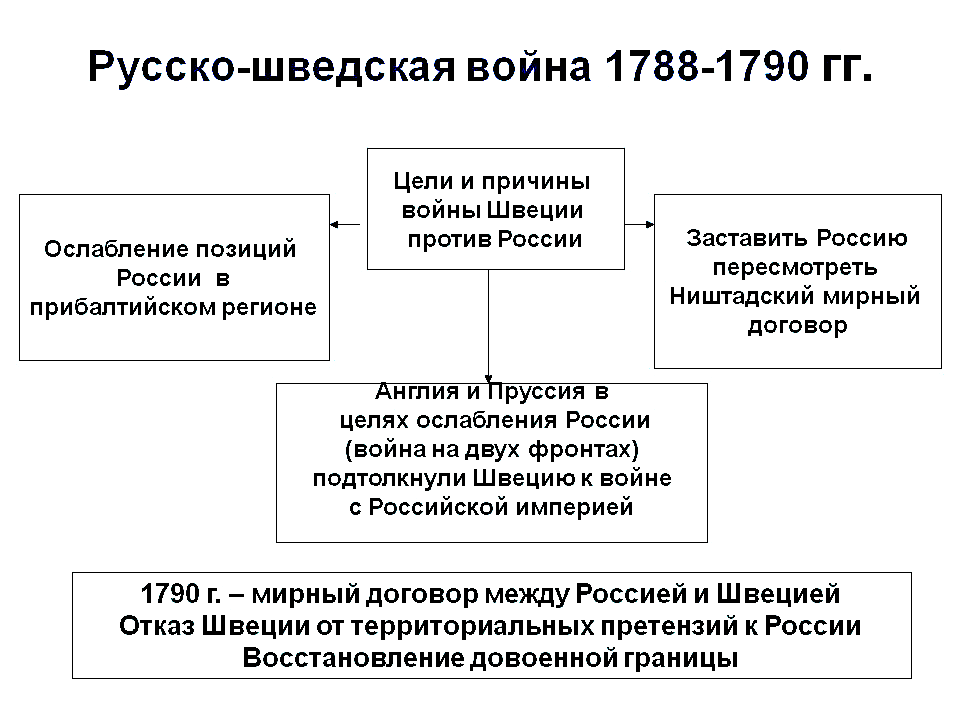 Русско-шведская война 1788-1790 гг.
Цели и причины
войны Швеции
против России
Ослабление позиций
России в
прибалтийском регионе
Заставить Россию
пересмотреть
Ништадский мирный
договор
Англия и Пруссия в
целях ослабления России
(война на двух фронтах)
подтолкнули Швецию к войне
с Российской империей
1790 г. – мирный договор между Россией и Швецией
Отказ Швеции от территориальных претензий к России
Восстановление довоенной границы